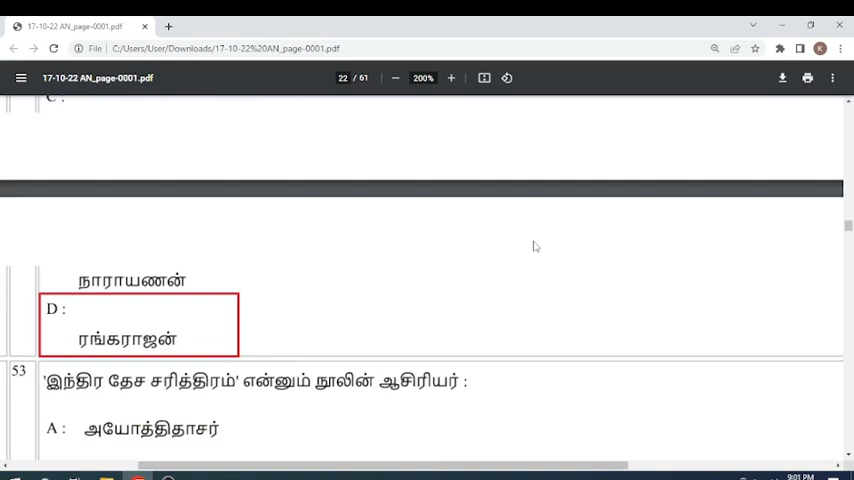 17-10-22 AN_page-0001.pdf
File C:/Users/User/Downloads/17-10-22%20AN_page-0001.pdf
K
17-10-22 AN_page-0001.pdf 22 / 61 200%
C :
நாராயணன்
D :
ரங்கராஜன்
53 'இந்திர தேச சரித்திரம்' என்னும் நூலின் ஆசிரியர் :
A : அயோத்திதாசர்
9:01 PM